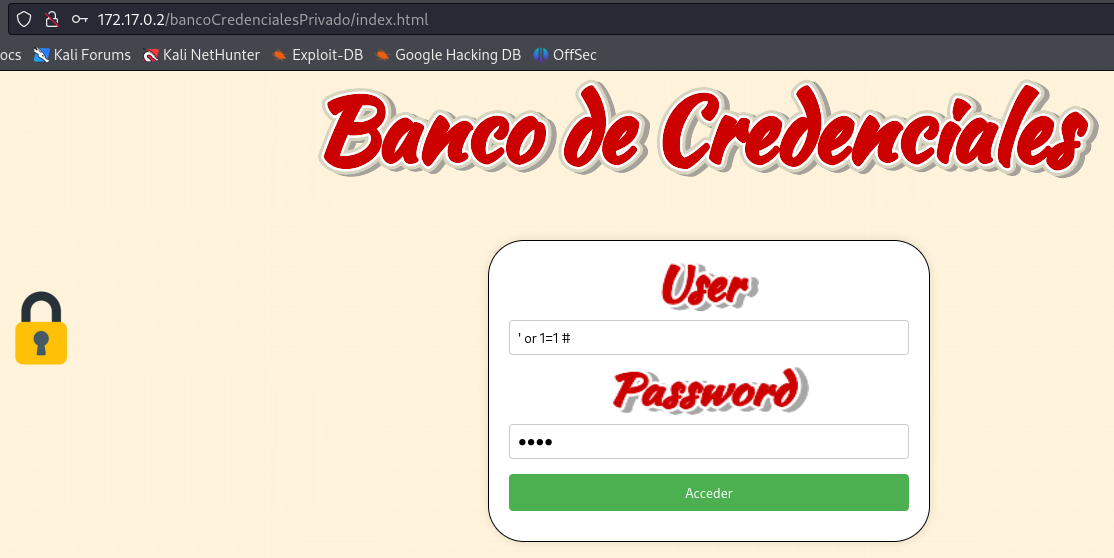 172.17.0.2/bancoCredencialesPrivado/index.html
ocs Kali Forums Kali NetHunter Exploit-DB Google Hacking DB OffSec
Banco de Credenciales
User
' or 1=1 #
Password
••••
Acceder